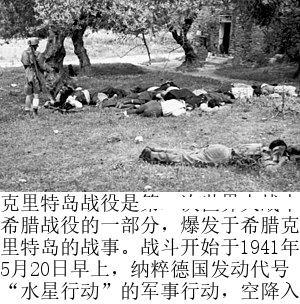 克里特岛战役是第
希腊战役的一部分，爆发于希腊克
里特岛的战事。战斗开始于1941年
5月20日早上，纳粹德国发动代号
“水星行动”的军事行动，空降入